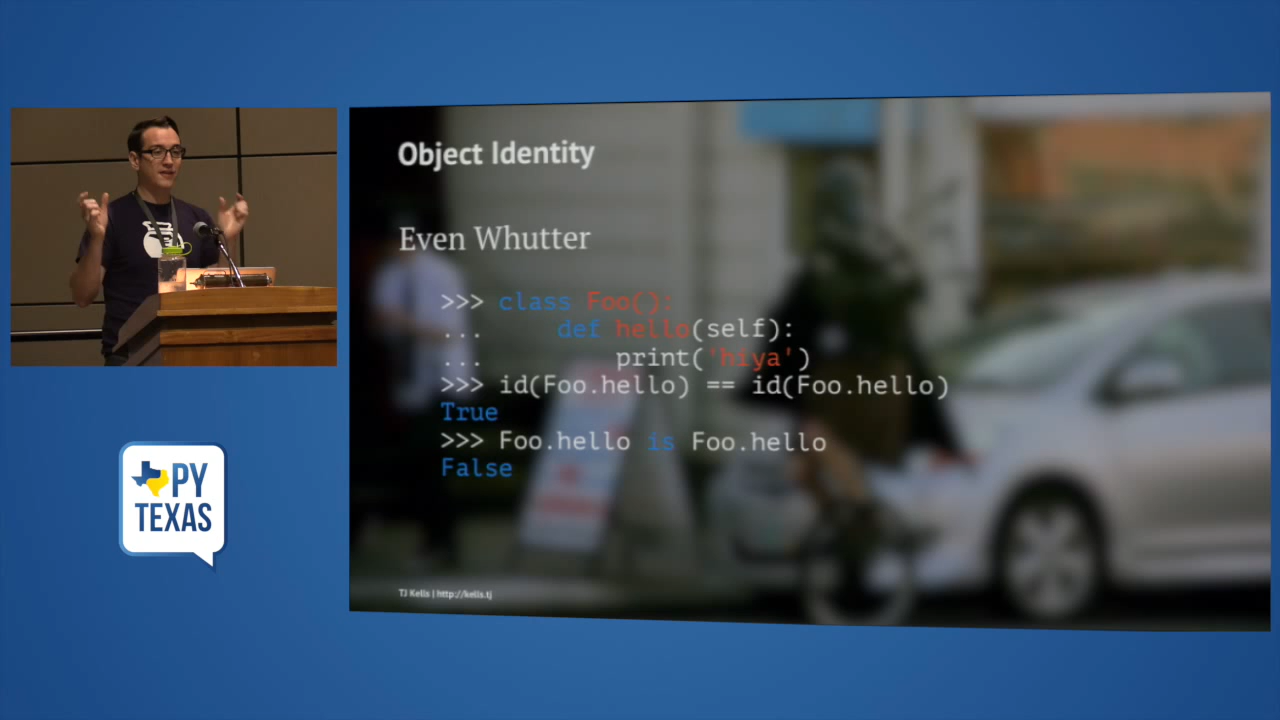 Object Identity
Even Whutter
>>> class Foo():
...     def hello(self):
...         print('hiya')
>>> id(Foo.hello) == id(Foo.hello)
True
>>> Foo.hello is Foo.hello
False
TJ Kells | http://kells.tj
PY
TEXAS